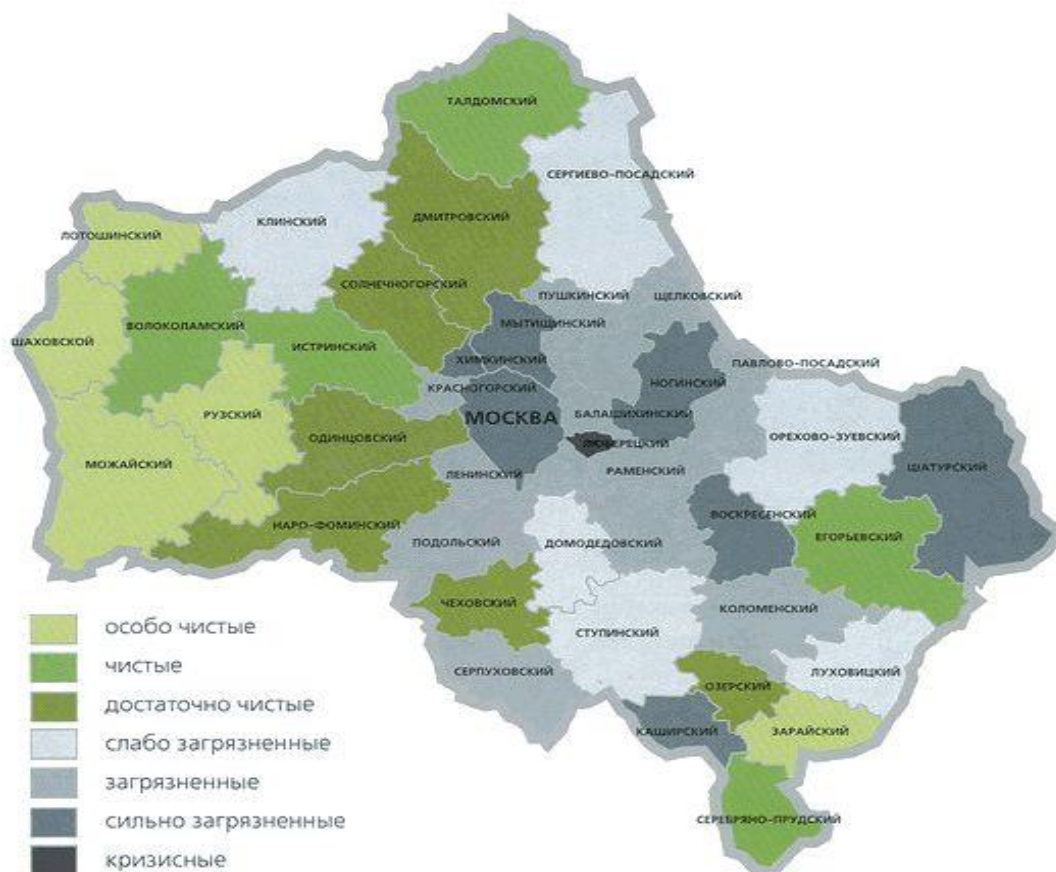 ТАЛДОМСКИЙ
СЕРГИЕВО-ПОСАДСКИЙ
КЛИНСКИЙ
ДМИТРОВСКИЙ
ЛОТОШИНСКИЙ
СОЛНЕЧНОГОРСКИЙ
ПУШКИНСКИЙ
ЩЕЛКОВСКИЙ
МЫТИЩИНСКИЙ
ВОЛОКОЛАМСКИЙ
ШАХОВСКОЙ
ИСТРИНСКИЙ
ХИМКИНСКИЙ
ПАВЛОВО-ПОСАДСКИЙ
КРАСНОГОРСКИЙ
НОГИНСКИЙ
РУЗСКИЙ
МОСКВА
БАЛАШИХИНСКИЙ
ОДИНЦОВСКИЙ
ЛЮБЕРЕЦКИЙ
ОРЕХОВО-ЗУЕВСКИЙ
МОЖАЙСКИЙ
ЛЕНИНСКИЙ
РАМЕНСКИЙ
ШАТУРСКИЙ
НАРО-ФОМИНСКИЙ
ВОСКРЕСЕНСКИЙ
ПОДОЛЬСКИЙ
ДОМОДЕДОВСКИЙ
ЕГОРЬЕВСКИЙ
ЧЕХОВСКИЙ
КОЛОМЕНСКИЙ
СТУПИНСКИЙ
СЕРПУХОВСКИЙ
ЛУХОВИЦКИЙ
ОЗЕРСКИЙ
КАШИРСКИЙ
ЗАРАЙСКИЙ
СЕРЕБРЯНО-ПРУДСКИЙ
особо чистые
чистые
достаточно чистые
слабо загрязненные
загрязненные
сильно загрязненные
кризисные